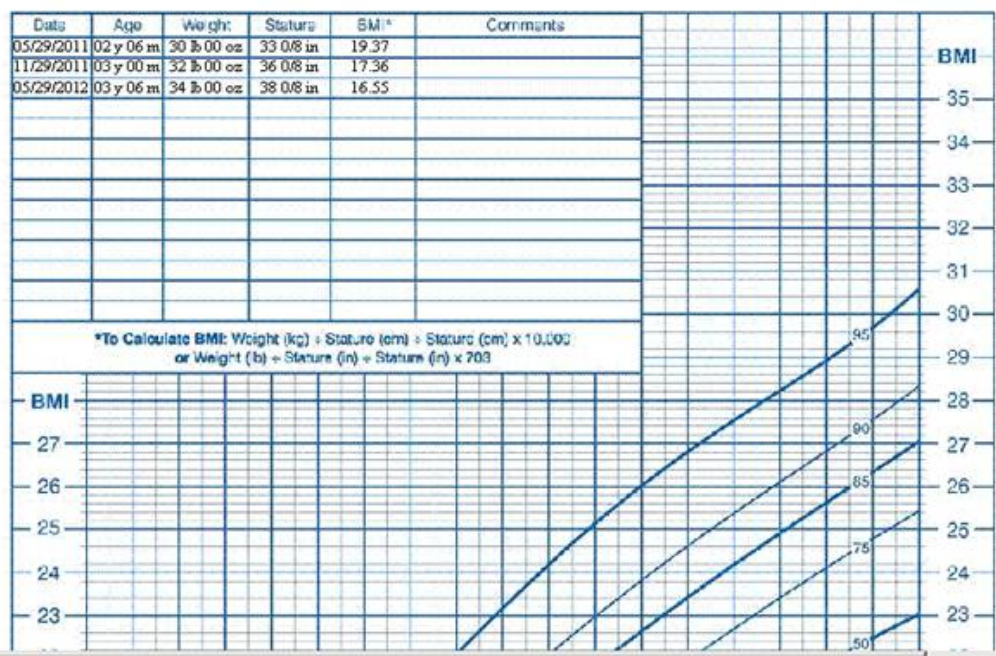 Date Age Weight Stature BMI* Comments
05/29/2011 02 y 06 m 30 lb 00 oz 33 0/8 in 19.37
11/29/2011 03 y 00 m 32 lb 00 oz 36 0/8 in 17.36
05/29/2012 03 y 06 m 34 lb 00 oz 38 0/8 in 16.55
BMI
35
34
33
32
31
30
95
29
*To Calculate BMI: Weight (kg) ÷ Stature (cm) ÷ Stature (cm) x 10,000
or Weight (lb) ÷ Stature (in) ÷ Stature (in) x 703
BMI 28
90
27 27
85
26 26
25 25
75
24 24
23 23
50